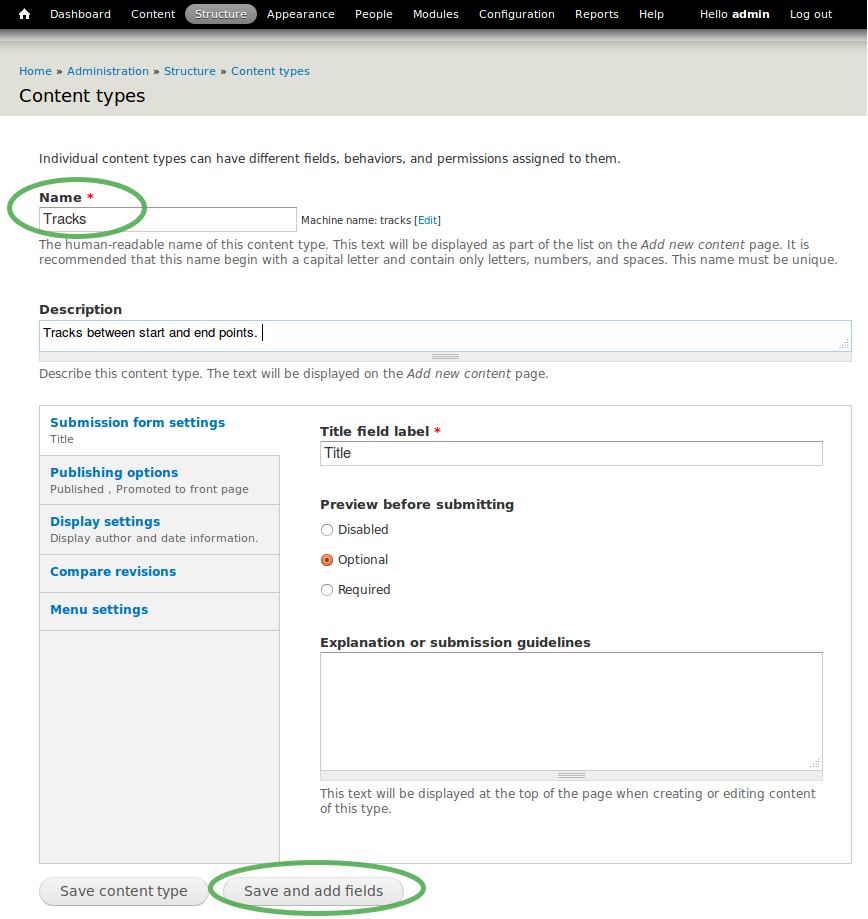 Dashboard Content Structure Appearance People Modules Configuration Reports Help Hello admin Log out
Home » Administration » Structure » Content types
Content types
Individual content types can have different fields, behaviors, and permissions assigned to them.
Name *
Tracks Machine name: tracks [Edit]
The human-readable name of this content type. This text will be displayed as part of the list on the Add new content page. It is
recommended that this name begin with a capital letter and contain only letters, numbers, and spaces. This name must be unique.
Description
Tracks between start and end points.
Describe this content type. The text will be displayed on the Add new content page.
Submission form settings
Title
Publishing options
Published , Promoted to front page
Display settings
Display author and date information.
Compare revisions
Menu settings
Title field label *
Title
Preview before submitting
Disabled
Optional
Required
Explanation or submission guidelines
This text will be displayed at the top of the page when creating or editing content
of this type.
Save content type Save and add fields